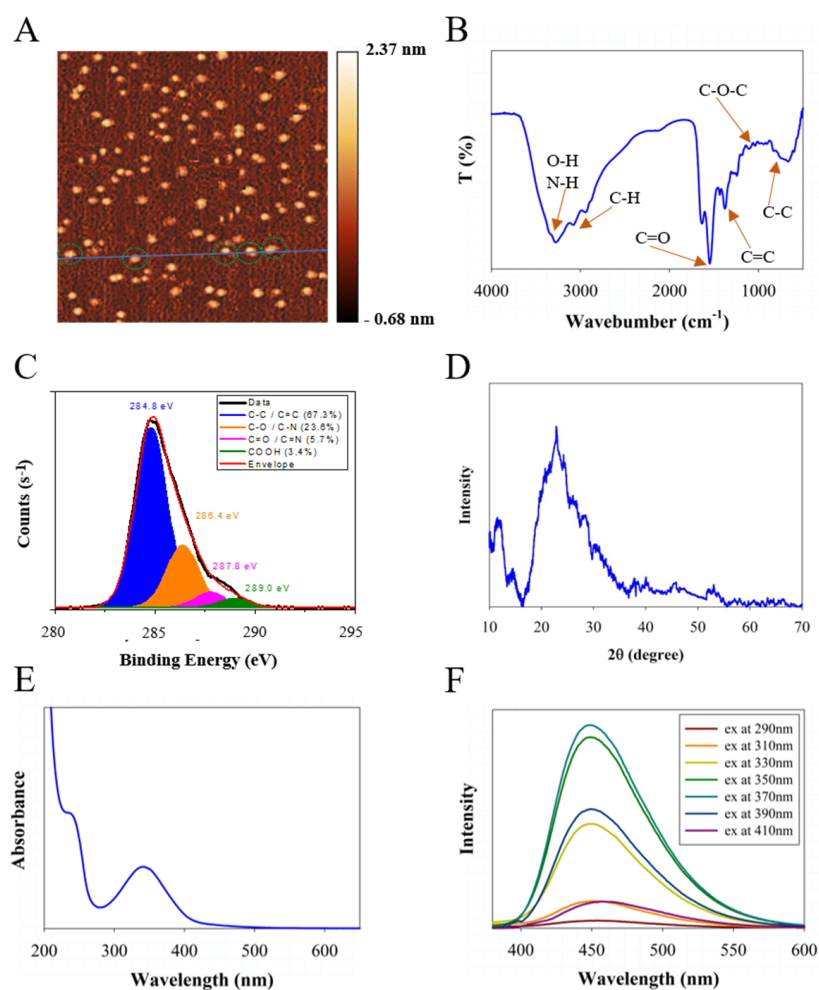 A
2.37 nm
- 0.68 nm
B
T (%)
O-H
N-H
C-H
C=O
C-O-C
C=C
C-C
4000 3000 2000 1000
Wavebumber (cm-1)
C
Counts (s-1)
284.8 eV
286.4 eV
287.8 eV
289.0 eV
Data
C-C / C=C (67.3%)
C-O / C-N (23.6%)
C=O / C=N (5.7%)
COOH (3.4%)
Envelope
280 285 290 295
Binding Energy (eV)
D
Intensity
10 20 30 40 50 60 70
2θ (degree)
E
Absorbance
200 300 400 500 600
Wavelength (nm)
F
Intensity
ex at 290nm
ex at 310nm
ex at 330nm
ex at 350nm
ex at 370nm
ex at 390nm
ex at 410nm
400 450 500 550 600
Wavelength (nm)